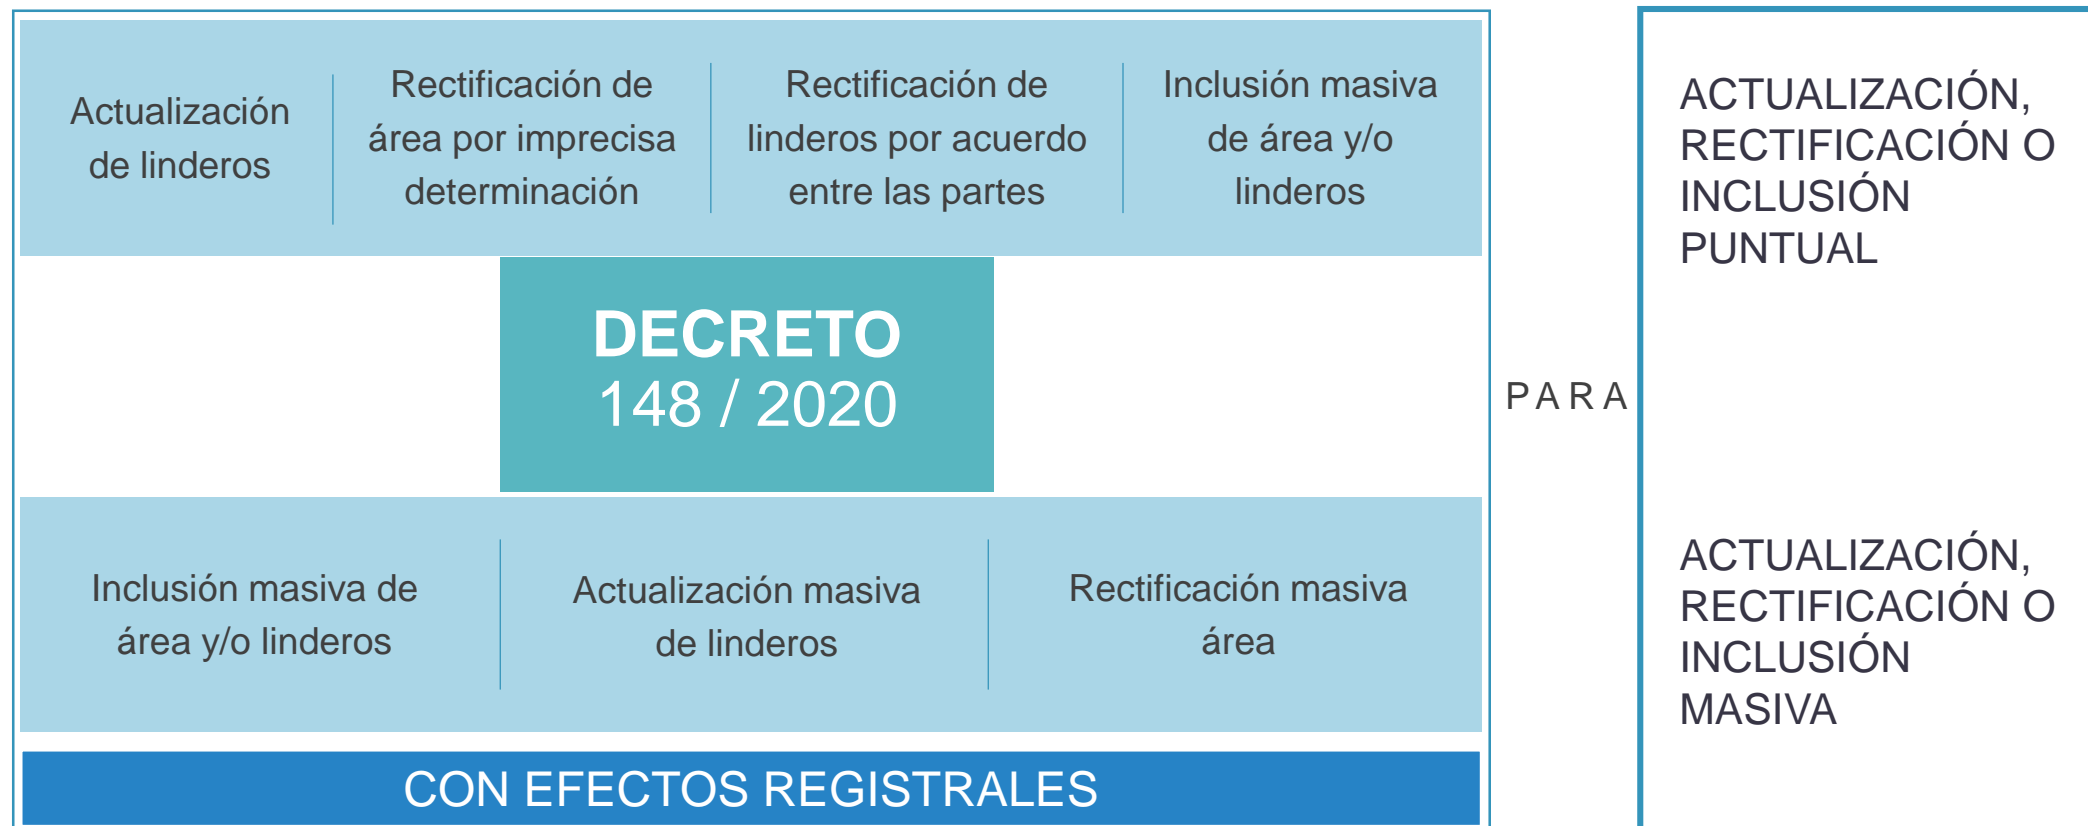 Actualización
de linderos
Rectificación de
área por imprecisa
determinación
Rectificación de
linderos por acuerdo
entre las partes
Inclusión masiva
de área y/o
linderos
DECRETO
148 / 2020
Inclusión masiva de
área y/o linderos
Actualización masiva
de linderos
Rectificación masiva
área
CON EFECTOS REGISTRALES
PARA
ACTUALIZACIÓN,
RECTIFICACIÓN O
INCLUSIÓN
PUNTUAL
ACTUALIZACIÓN,
RECTIFICACIÓN O
INCLUSIÓN
MASIVA